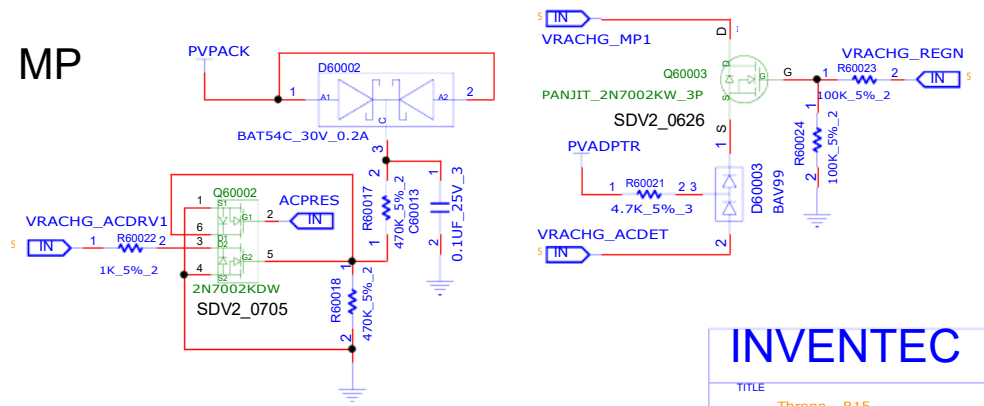 MP
PVPACK
D60002
1
A1
A2
2
C
BAT54C_30V_0.2A
3
2
R60017
470K_5%_2
1
C60013
1
0.1UF_25V_3
2
Q60002
1
S1
G1
2
ACPRES
IN
6
D1
3
D2
G2
5
4
S2
2N7002KDW
SDV2_0705
VRACHG_ACDRV1
5
IN
1
R60022
2
1K_5%_2
1
R60018
470K_5%_2
2
5
IN
VRACHG_MP1
D
D
Q60003
G
G
PANJIT_2N7002KW_3P
S
S
SDV2_0626
VRACHG_REGN
1
R60023
2
IN
5
100K_5%_2
1
R60024
100K_5%_2
2
PVADPTR
1
R60021
2
3
4.7K_5%_3
1
D60003
BAV99
2
VRACHG_ACDET
5
IN
INVENTEC
TITLE